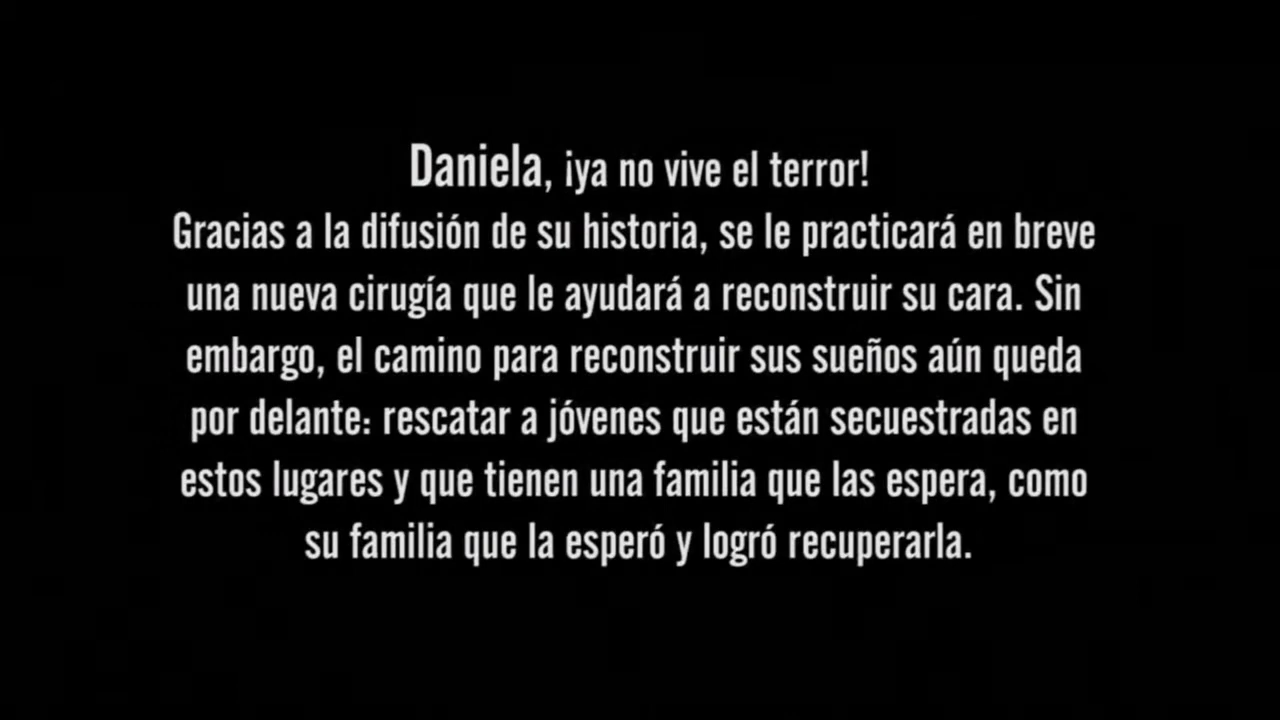 Daniela, ¡ya no vive el terror!
Gracias a la difusión de su historia, se le practicará en breve
una nueva cirugía que le ayudará a reconstruir su cara. Sin
embargo, el camino para reconstruir sus sueños aún queda
por delante: rescatar a jóvenes que están secuestradas en
estos lugares y que tienen una familia que las espera, como
su familia que la esperó y logró recuperarla.